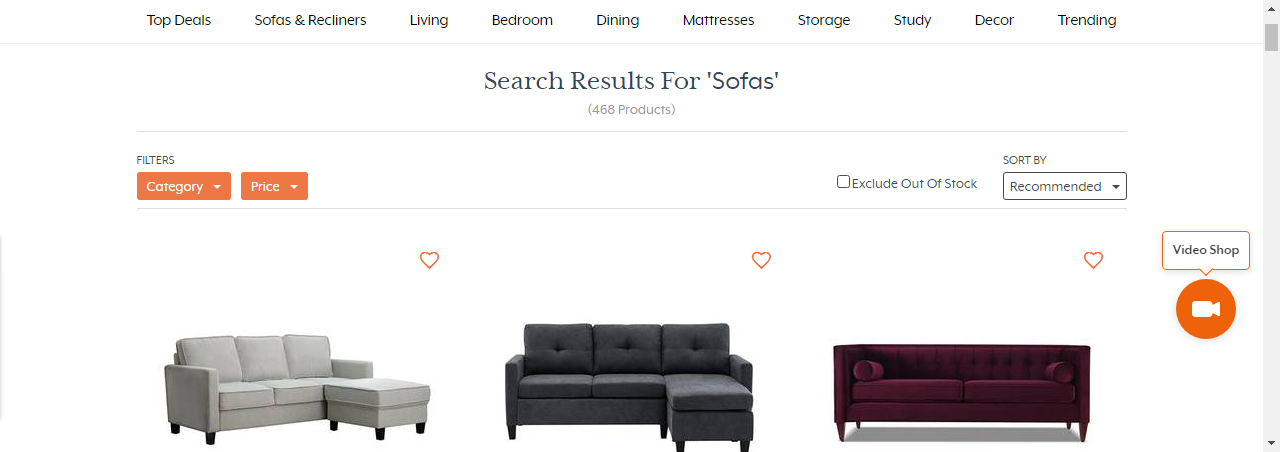 Top Deals Sofas & Recliners Living Bedroom Dining Mattresses Storage Study Decor Trending
Search Results For 'Sofas'
(468 Products)
FILTERS
SORT BY
Category Price Exclude Out Of Stock Recommended
Video Shop